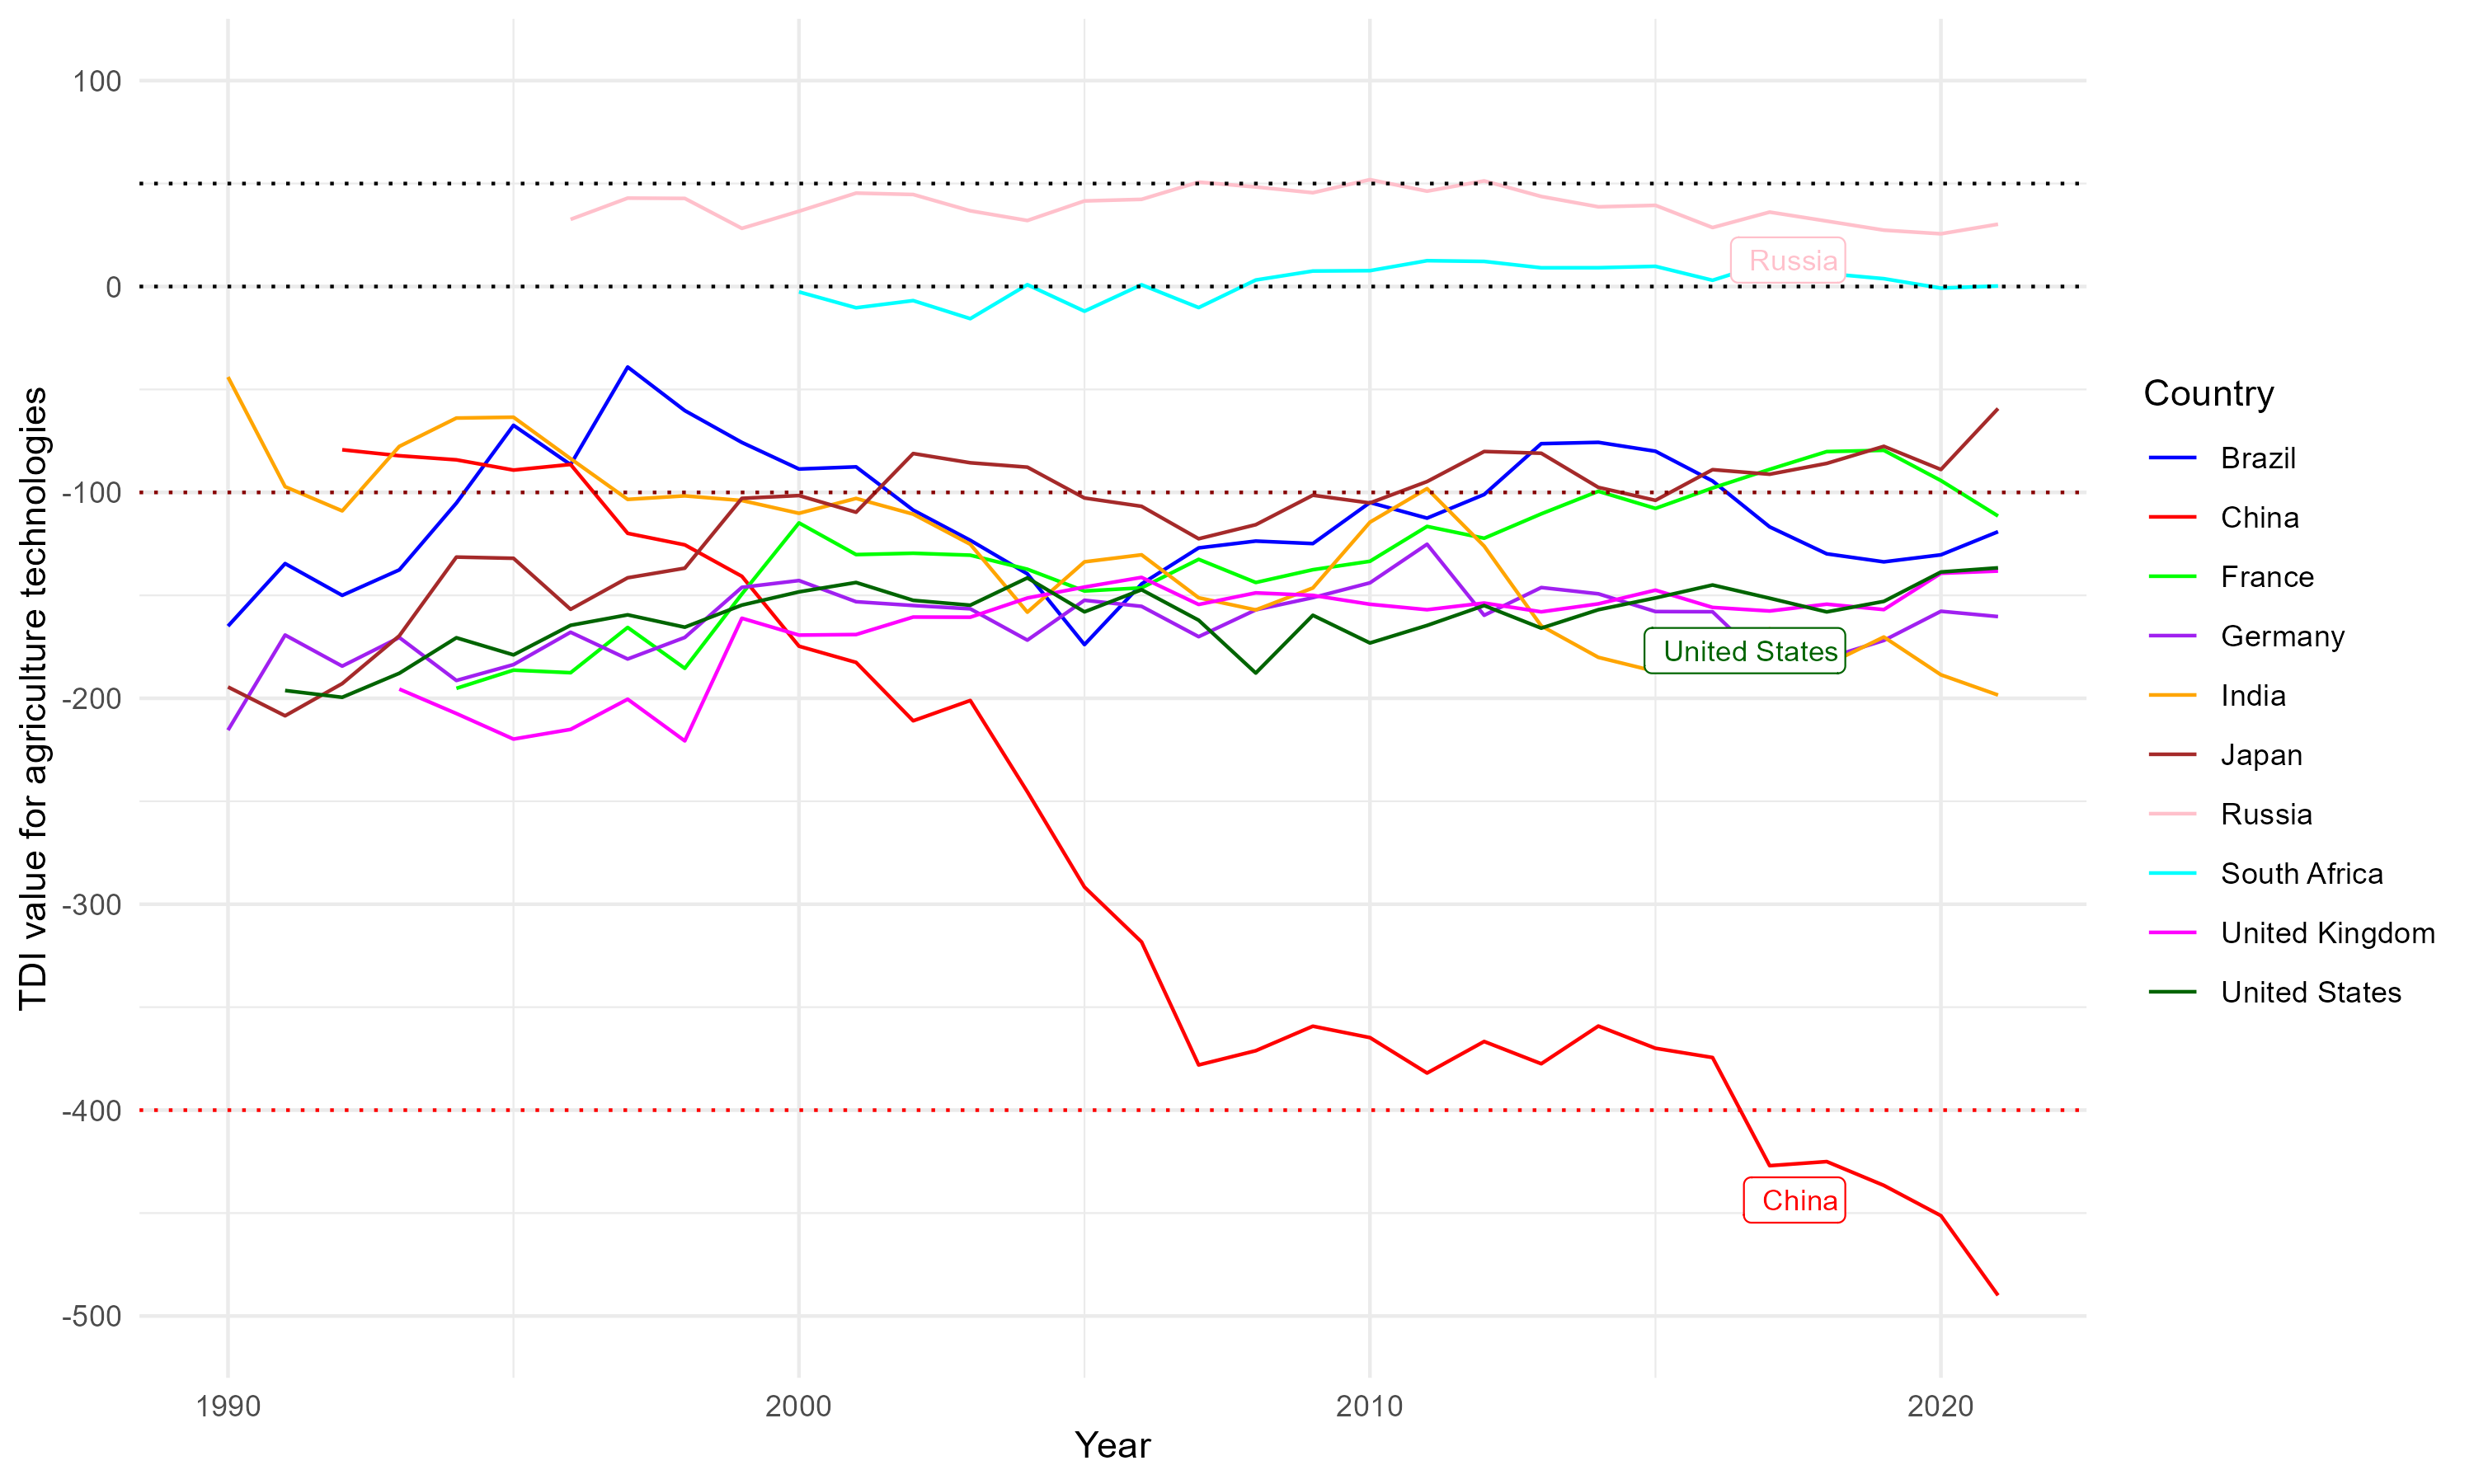 TDI value for agriculture technologies
100
0
-100
-200
-300
-400
-500
Russia
United States
China
1990
2000
2010
2020
Year
Country
Brazil
China
France
Germany
India
Japan
Russia
South Africa
United Kingdom
United States